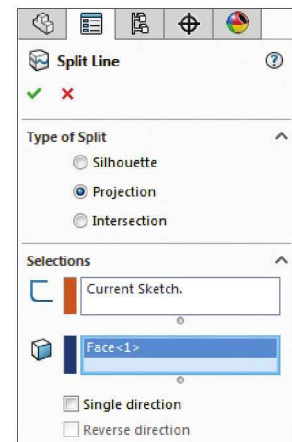 Split Line
?
Type of Split
Silhouette
Projection
Intersection
Selections
Current Sketch.
Face<1>
Single direction
Reverse direction